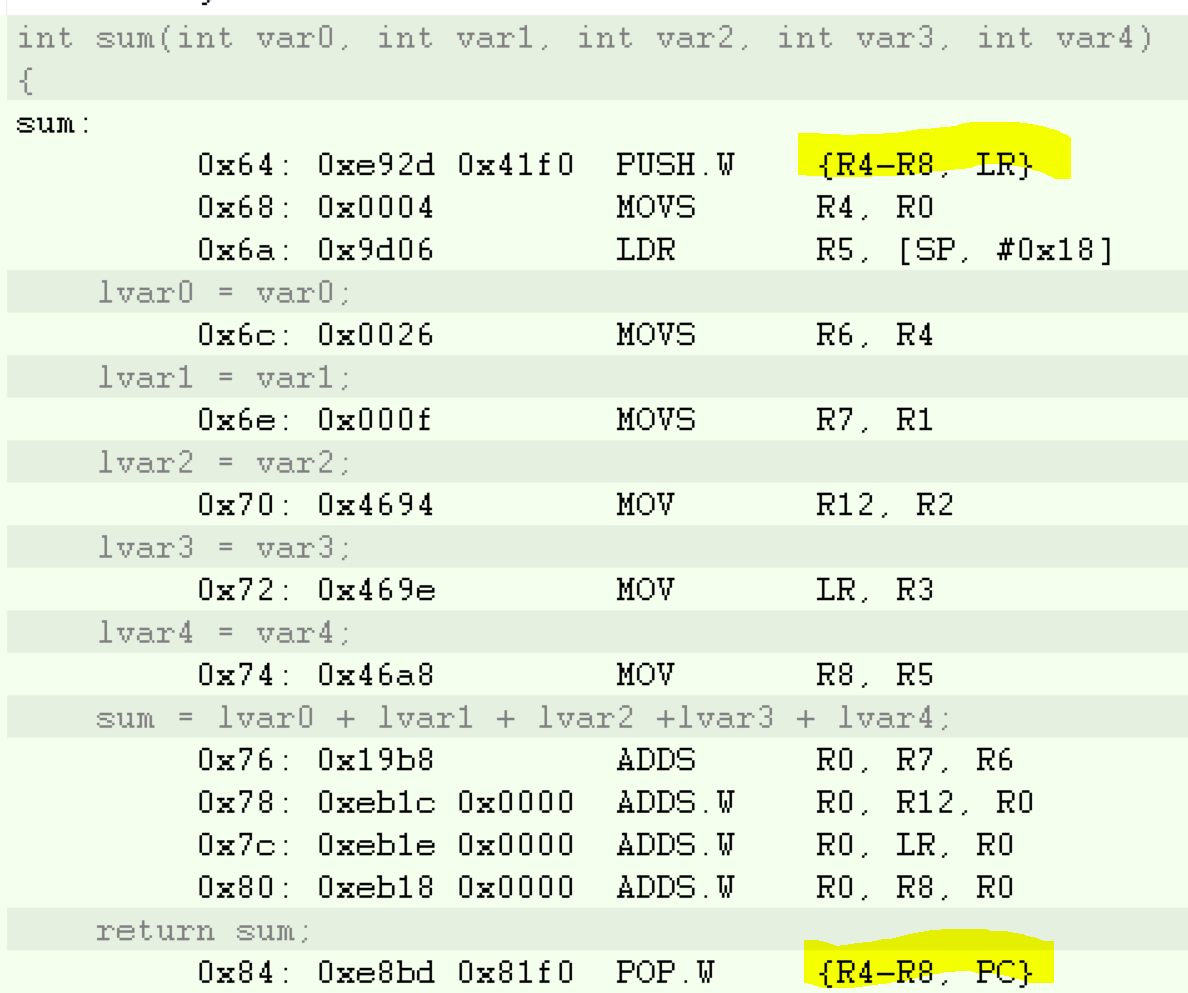 int sum(int var0, int var1, int var2, int var3, int var4)
{
sum:
0x64: 0xe92d 0x41f0 PUSH.W {R4-R8, LR}
0x68: 0x0004 MOVS R4, R0
0x6a: 0x9d06 LDR R5, [SP, #0x18]
lvar0 = var0;
0x6c: 0x0026 MOVS R6, R4
lvar1 = var1;
0x6e: 0x000f MOVS R7, R1
lvar2 = var2;
0x70: 0x4694 MOV R12, R2
lvar3 = var3;
0x72: 0x469e MOV LR, R3
lvar4 = var4;
0x74: 0x46a8 MOV R8, R5
sum = lvar0 + lvar1 + lvar2 +lvar3 + lvar4;
0x76: 0x19b8 ADDS R0, R7, R6
0x78: 0xeb1c 0x0000 ADDS.W R0, R12, R0
0x7c: 0xeb1e 0x0000 ADDS.W R0, LR, R0
0x80: 0xeb18 0x0000 ADDS.W R0, R8, R0
return sum;
0x84: 0xe8bd 0x81f0 POP.W {R4-R8, PC}